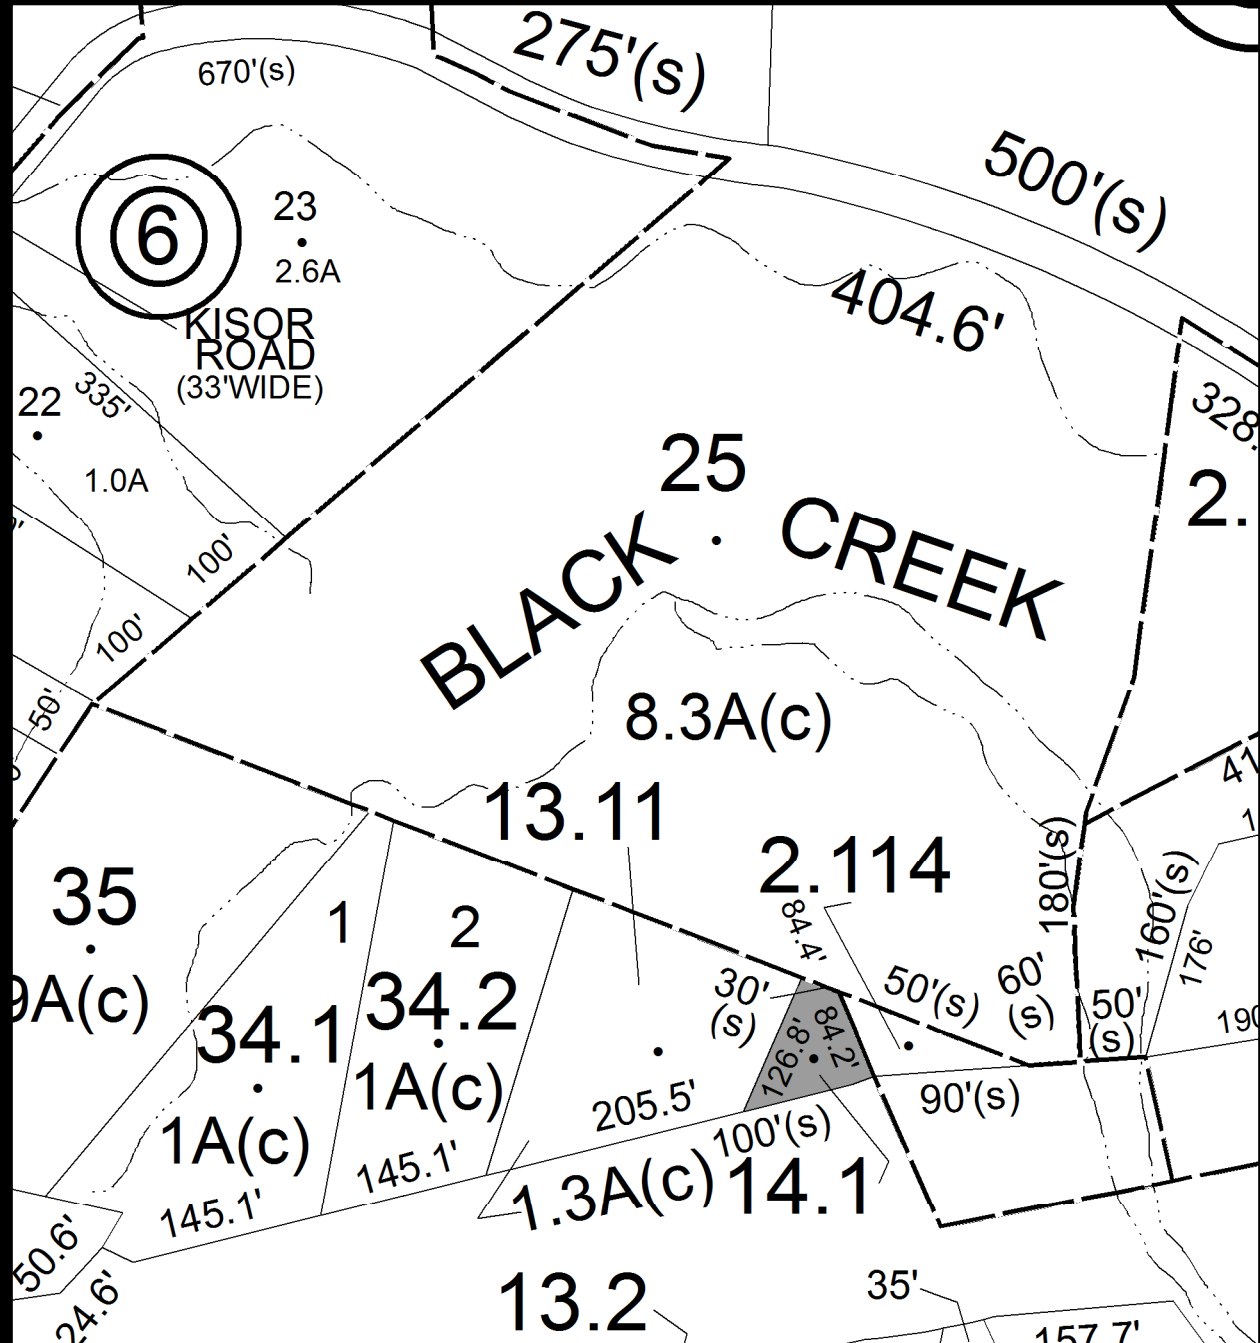 275'(s)
670'(s)
500'(s)
6
23
2.6A
404.6'
KISOR
ROAD
(33'WIDE)
335'
22
1.0A
328.
25
2.
BLACK CREEK
100'
100'
50'
8.3A(c)
41
13.11
2.114
180'(s)
160'(s)
176'
35
9A(c)
1
2
84.4'
34.1
34.2
1A(c)
1A(c)
30'
(s)
50'(s)
60'
(s)
50'
(s)
190
126.8'
84.2'
205.5'
90'(s)
100'(s)
145.1'
145.1'
1.3A(c)
14.1
50.6'
24.6'
13.2
35'
157.7'